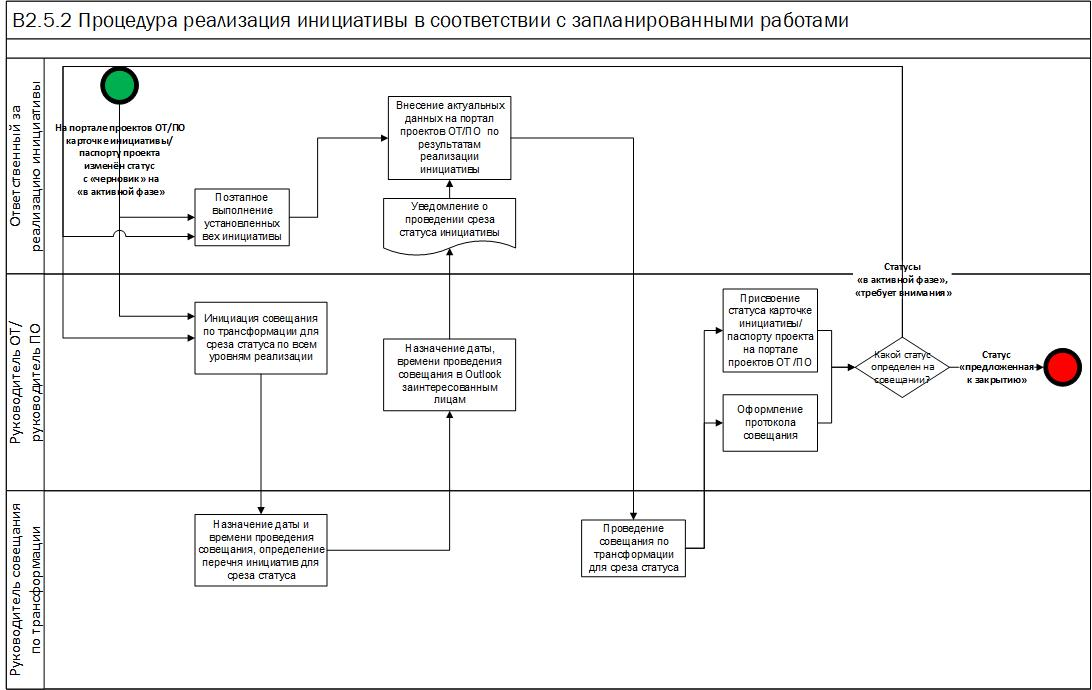 В2.5.2 Процедура реализация инициативы в соответствии с запланированными работами
Ответственный за
реализацию инициативы
На портале проектов ОТ/ПО
карточке инициативы/
паспорту проекта
изменён статус
с «черновик» на
«в активной фазе»
Поэтапное
выполнение
установленных
вех инициативы
Внесение актуальных
данных на портал
проектов ОТ/ПО по
результатам
реализации
инициативы
Уведомление о
проведении среза
статуса инициативы
Руководитель ОТ/
руководитель ПО
Инициация совещания
по трансформации для
среза статуса по всем
уровням реализации
Назначение даты,
времени проведения
совещания в Outlook
заинтересованным
лицам
Присвоение
статуса карточке
инициативы/
паспорту проекта
на портале
проектов ОТ /ПО
Оформление
протокола
совещания
Статусы
«в активной фазе»,
«требует внимания»
Какой статус
определен на
совещании?
Статус
«предложенная
к закрытию»
Руководитель совещания
по трансформации
Назначение даты и
времени проведения
совещания, определение
перечня инициатив для
среза статуса
Проведение
совещания по
трансформации
для среза статуса